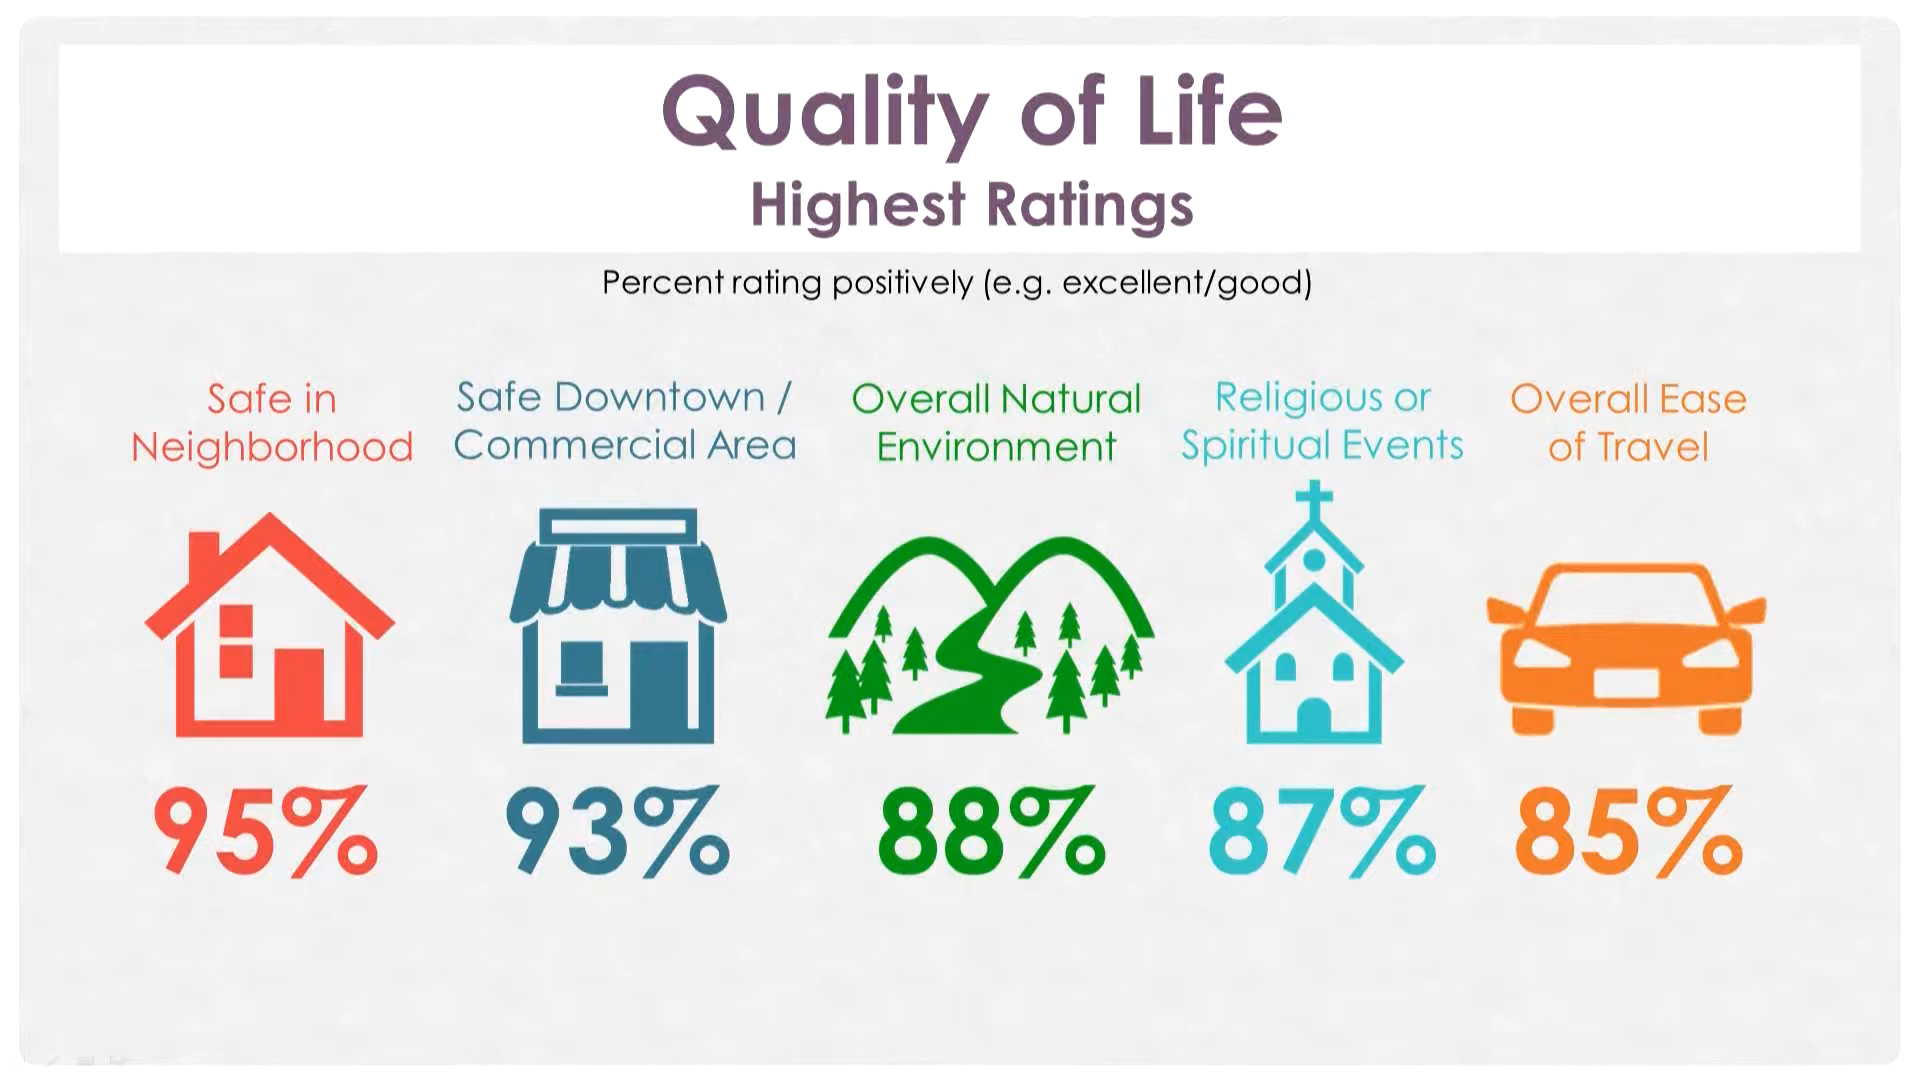 Quality of Life
Highest Ratings
Percent rating positively (e.g. excellent/good)
Safe in
Neighborhood
95%
Safe Downtown /
Commercial Area
93%
Overall Natural
Environment
88%
Religious or
Spiritual Events
87%
Overall Ease
of Travel
85%